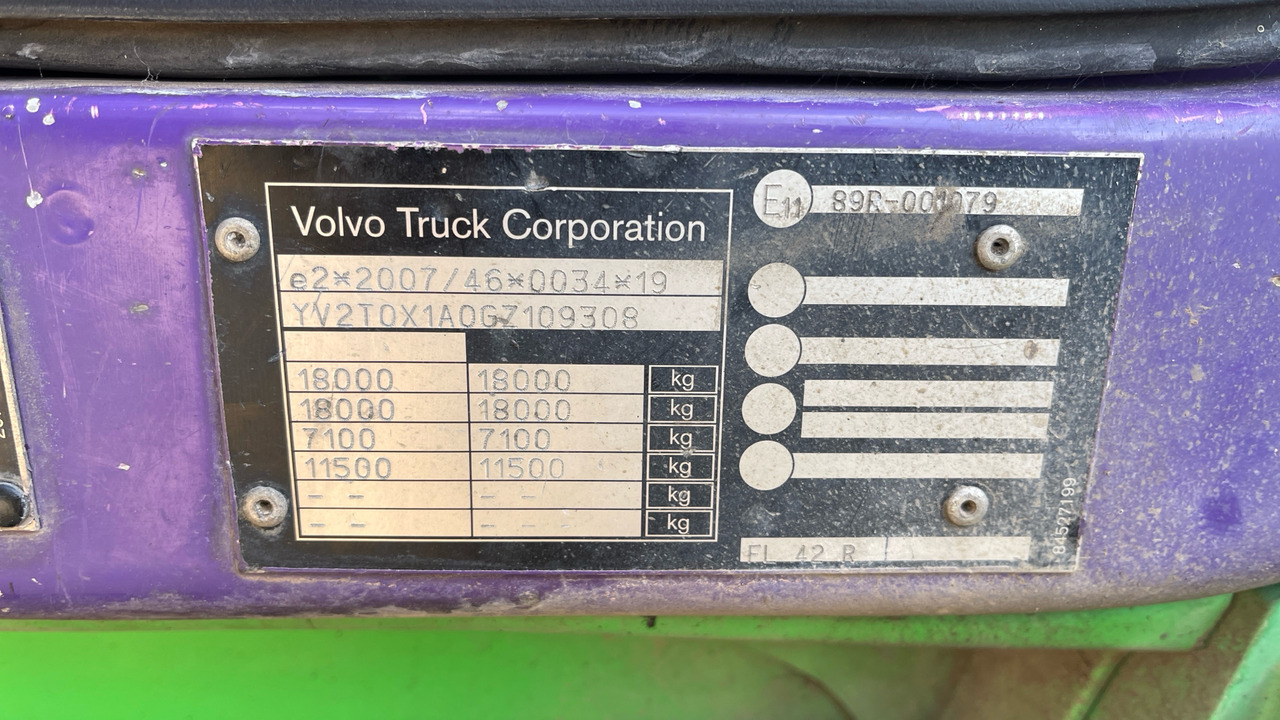 Volvo Truck Corporation
e2*2007/46*0034*19
YV2T0X1A0GZ109308
18000 18000 kg
18000 18000 kg
7100 7100 kg
11500 11500 kg
- - - - - kg
- - - - - kg
E11 89R-001079
FL 42 R